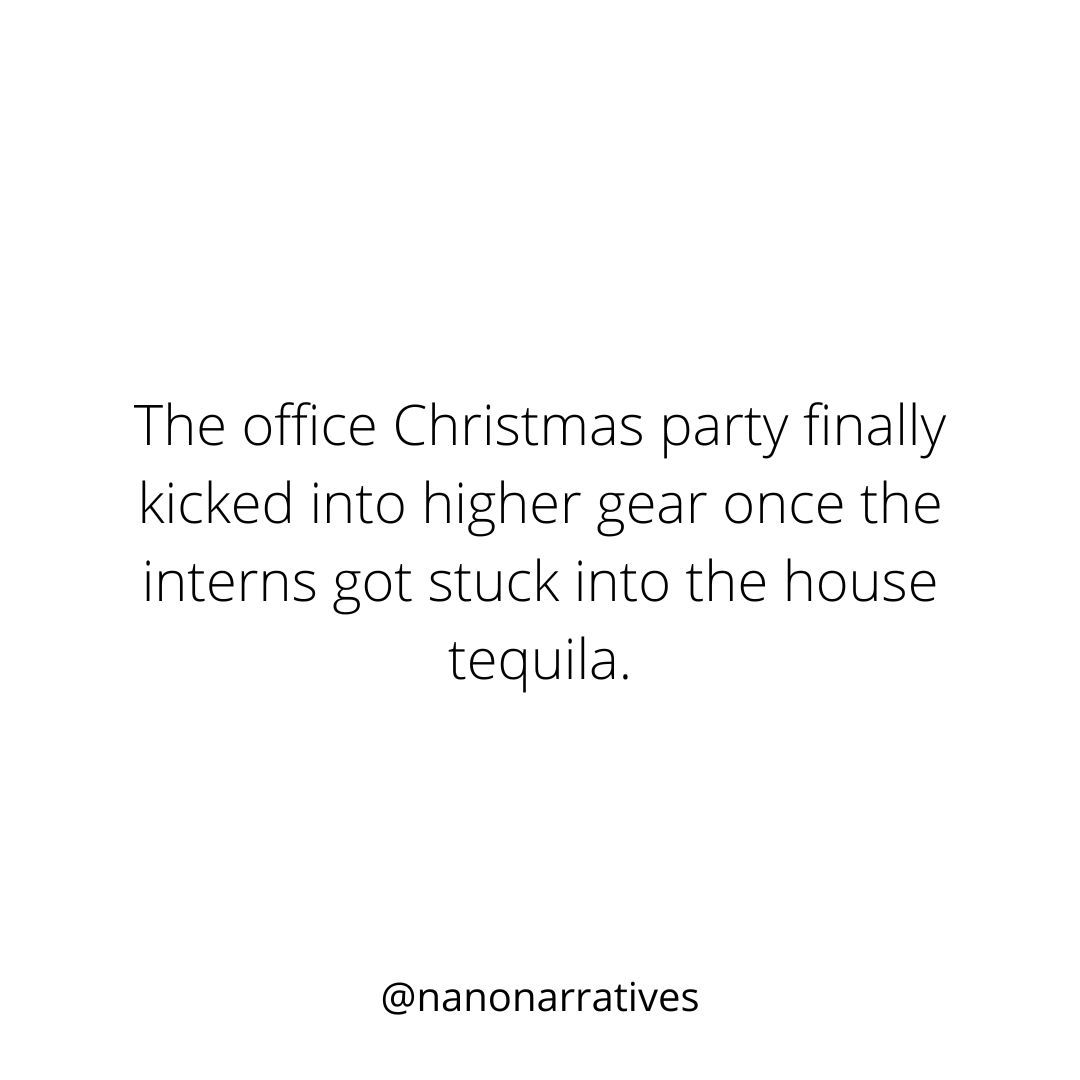 The office Christmas party finally
kicked into higher gear once the
interns got stuck into the house
tequila.
@nanonarratives